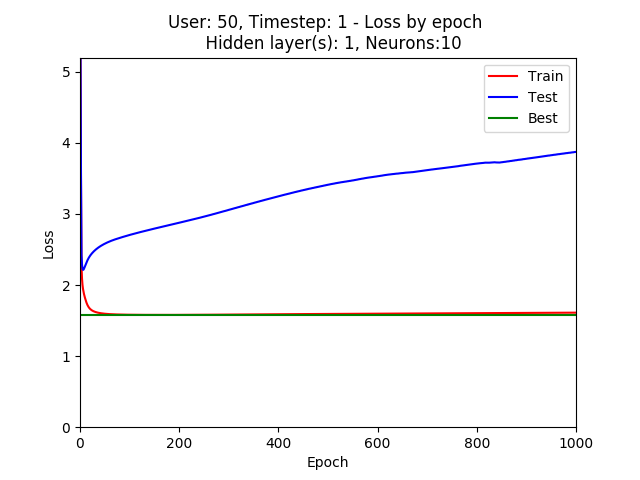 User: 50, Timestep: 1 - Loss by epoch
Hidden layer(s): 1, Neurons:10
Train
Test
Best
5
4
3
2
1
0
Loss
0 200 400 600 800 1000
Epoch